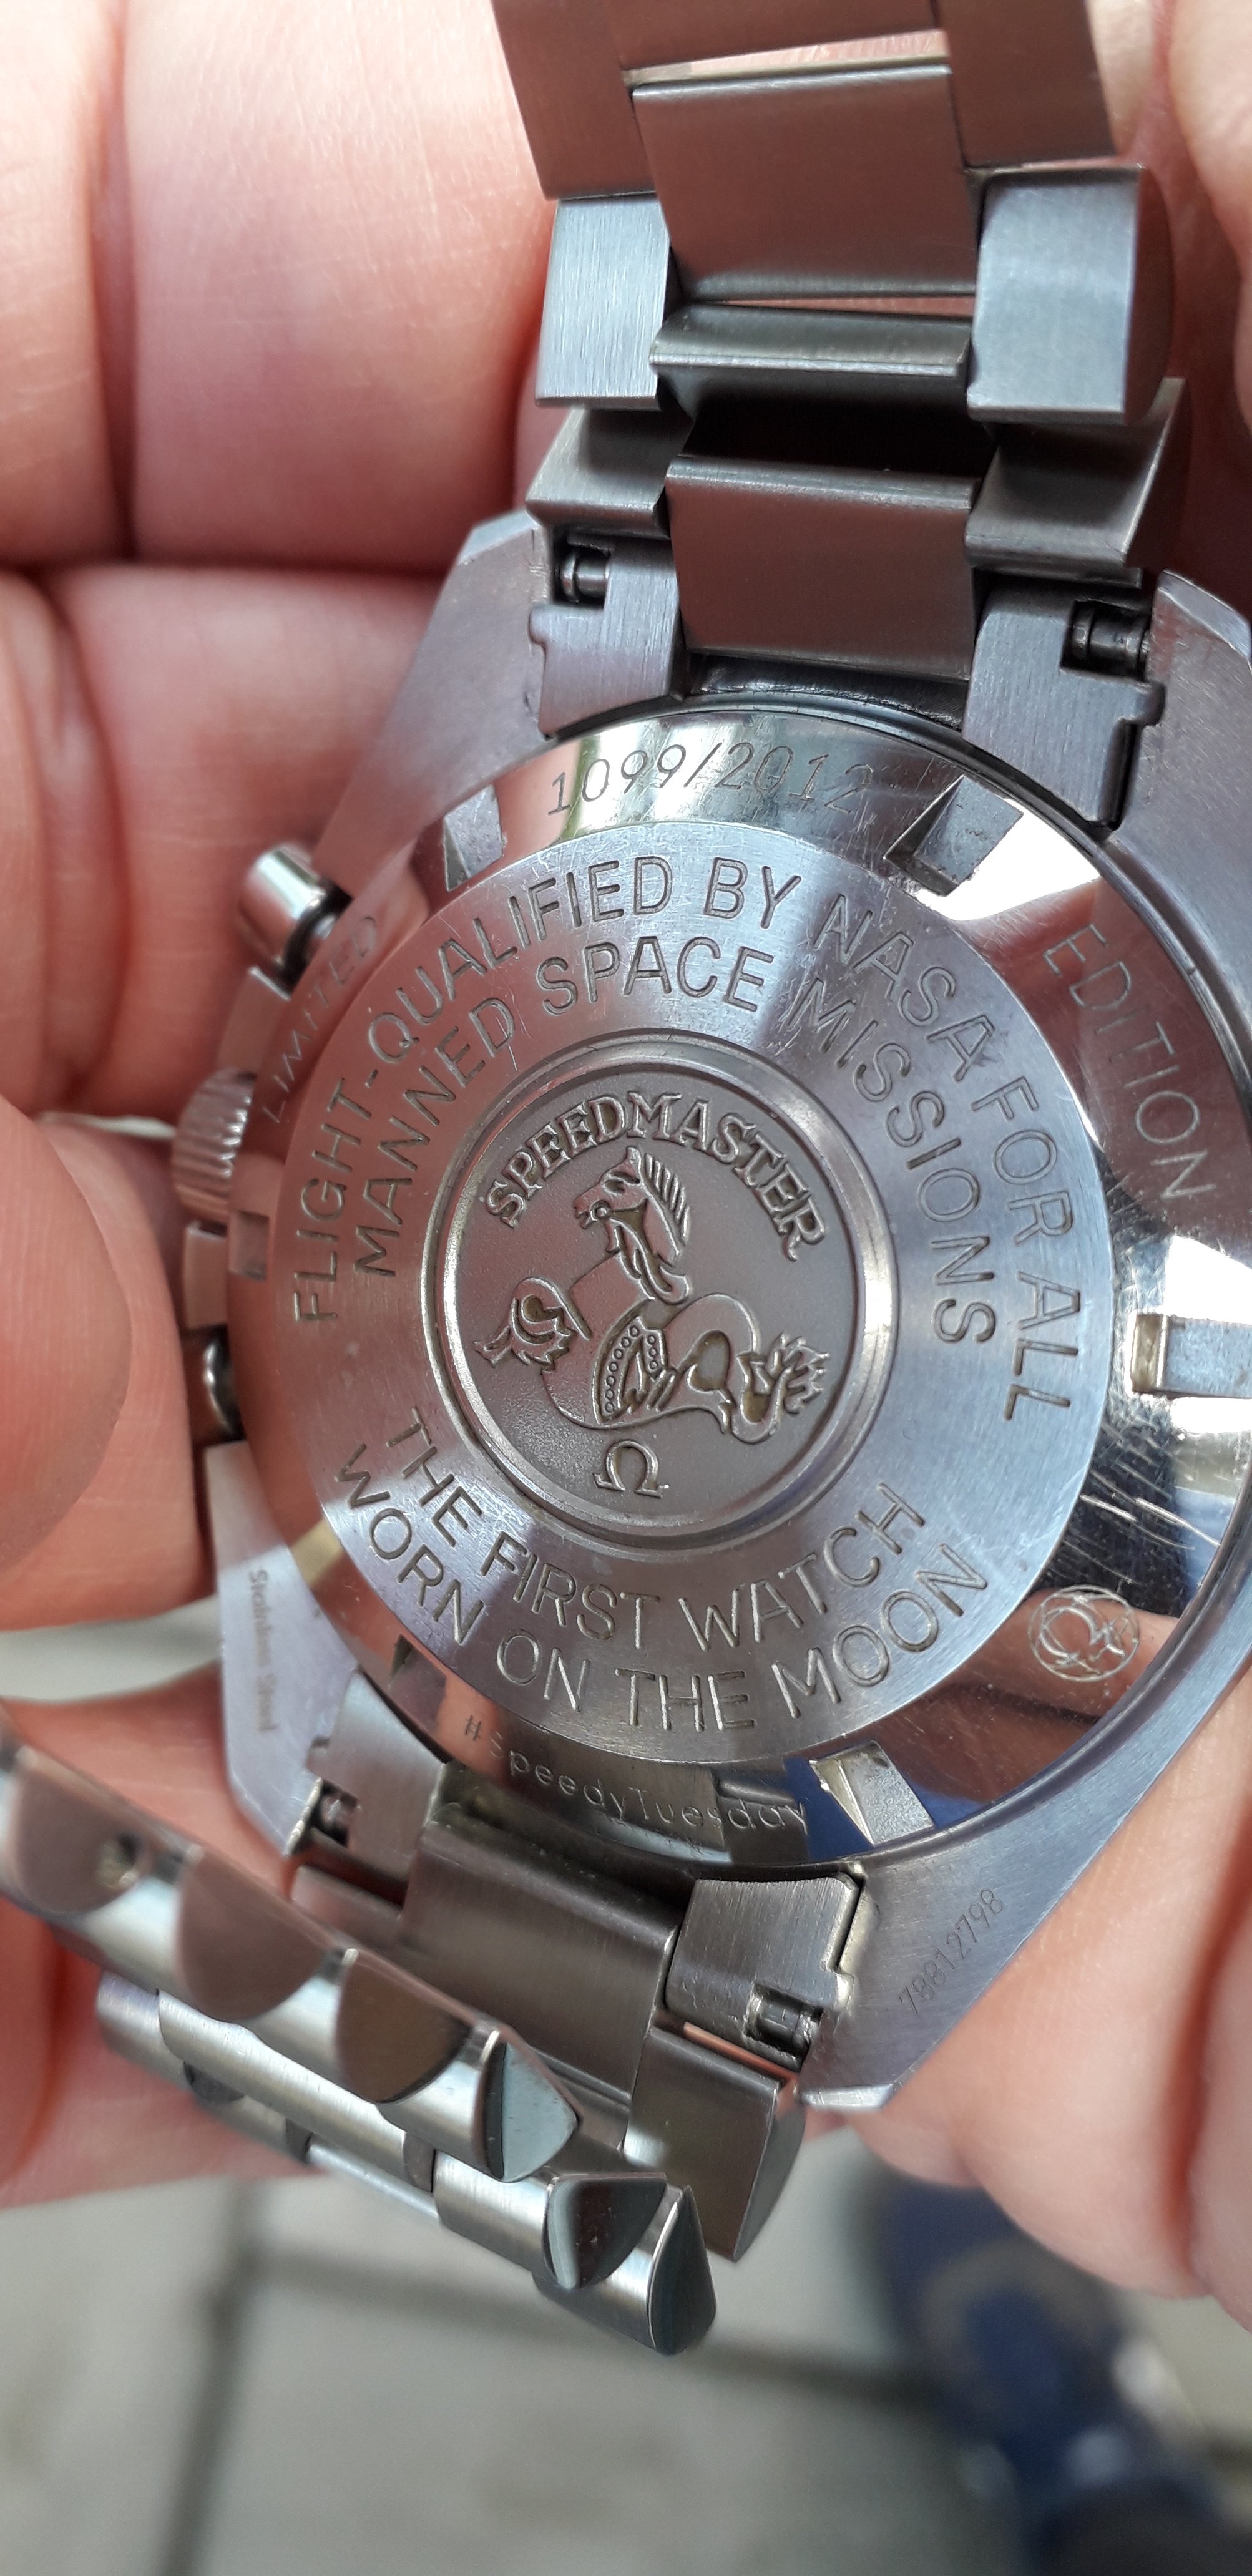 1099/2012
LIMITED
EDITION
FLIGHT-QUALIFIED BY NASA FOR ALL
MANNED SPACE MISSIONS
SPEEDMASTER
Ω
THE FIRST WATCH
WORN ON THE MOON
#SpeedyTuesday
Stainless Steel
78812798